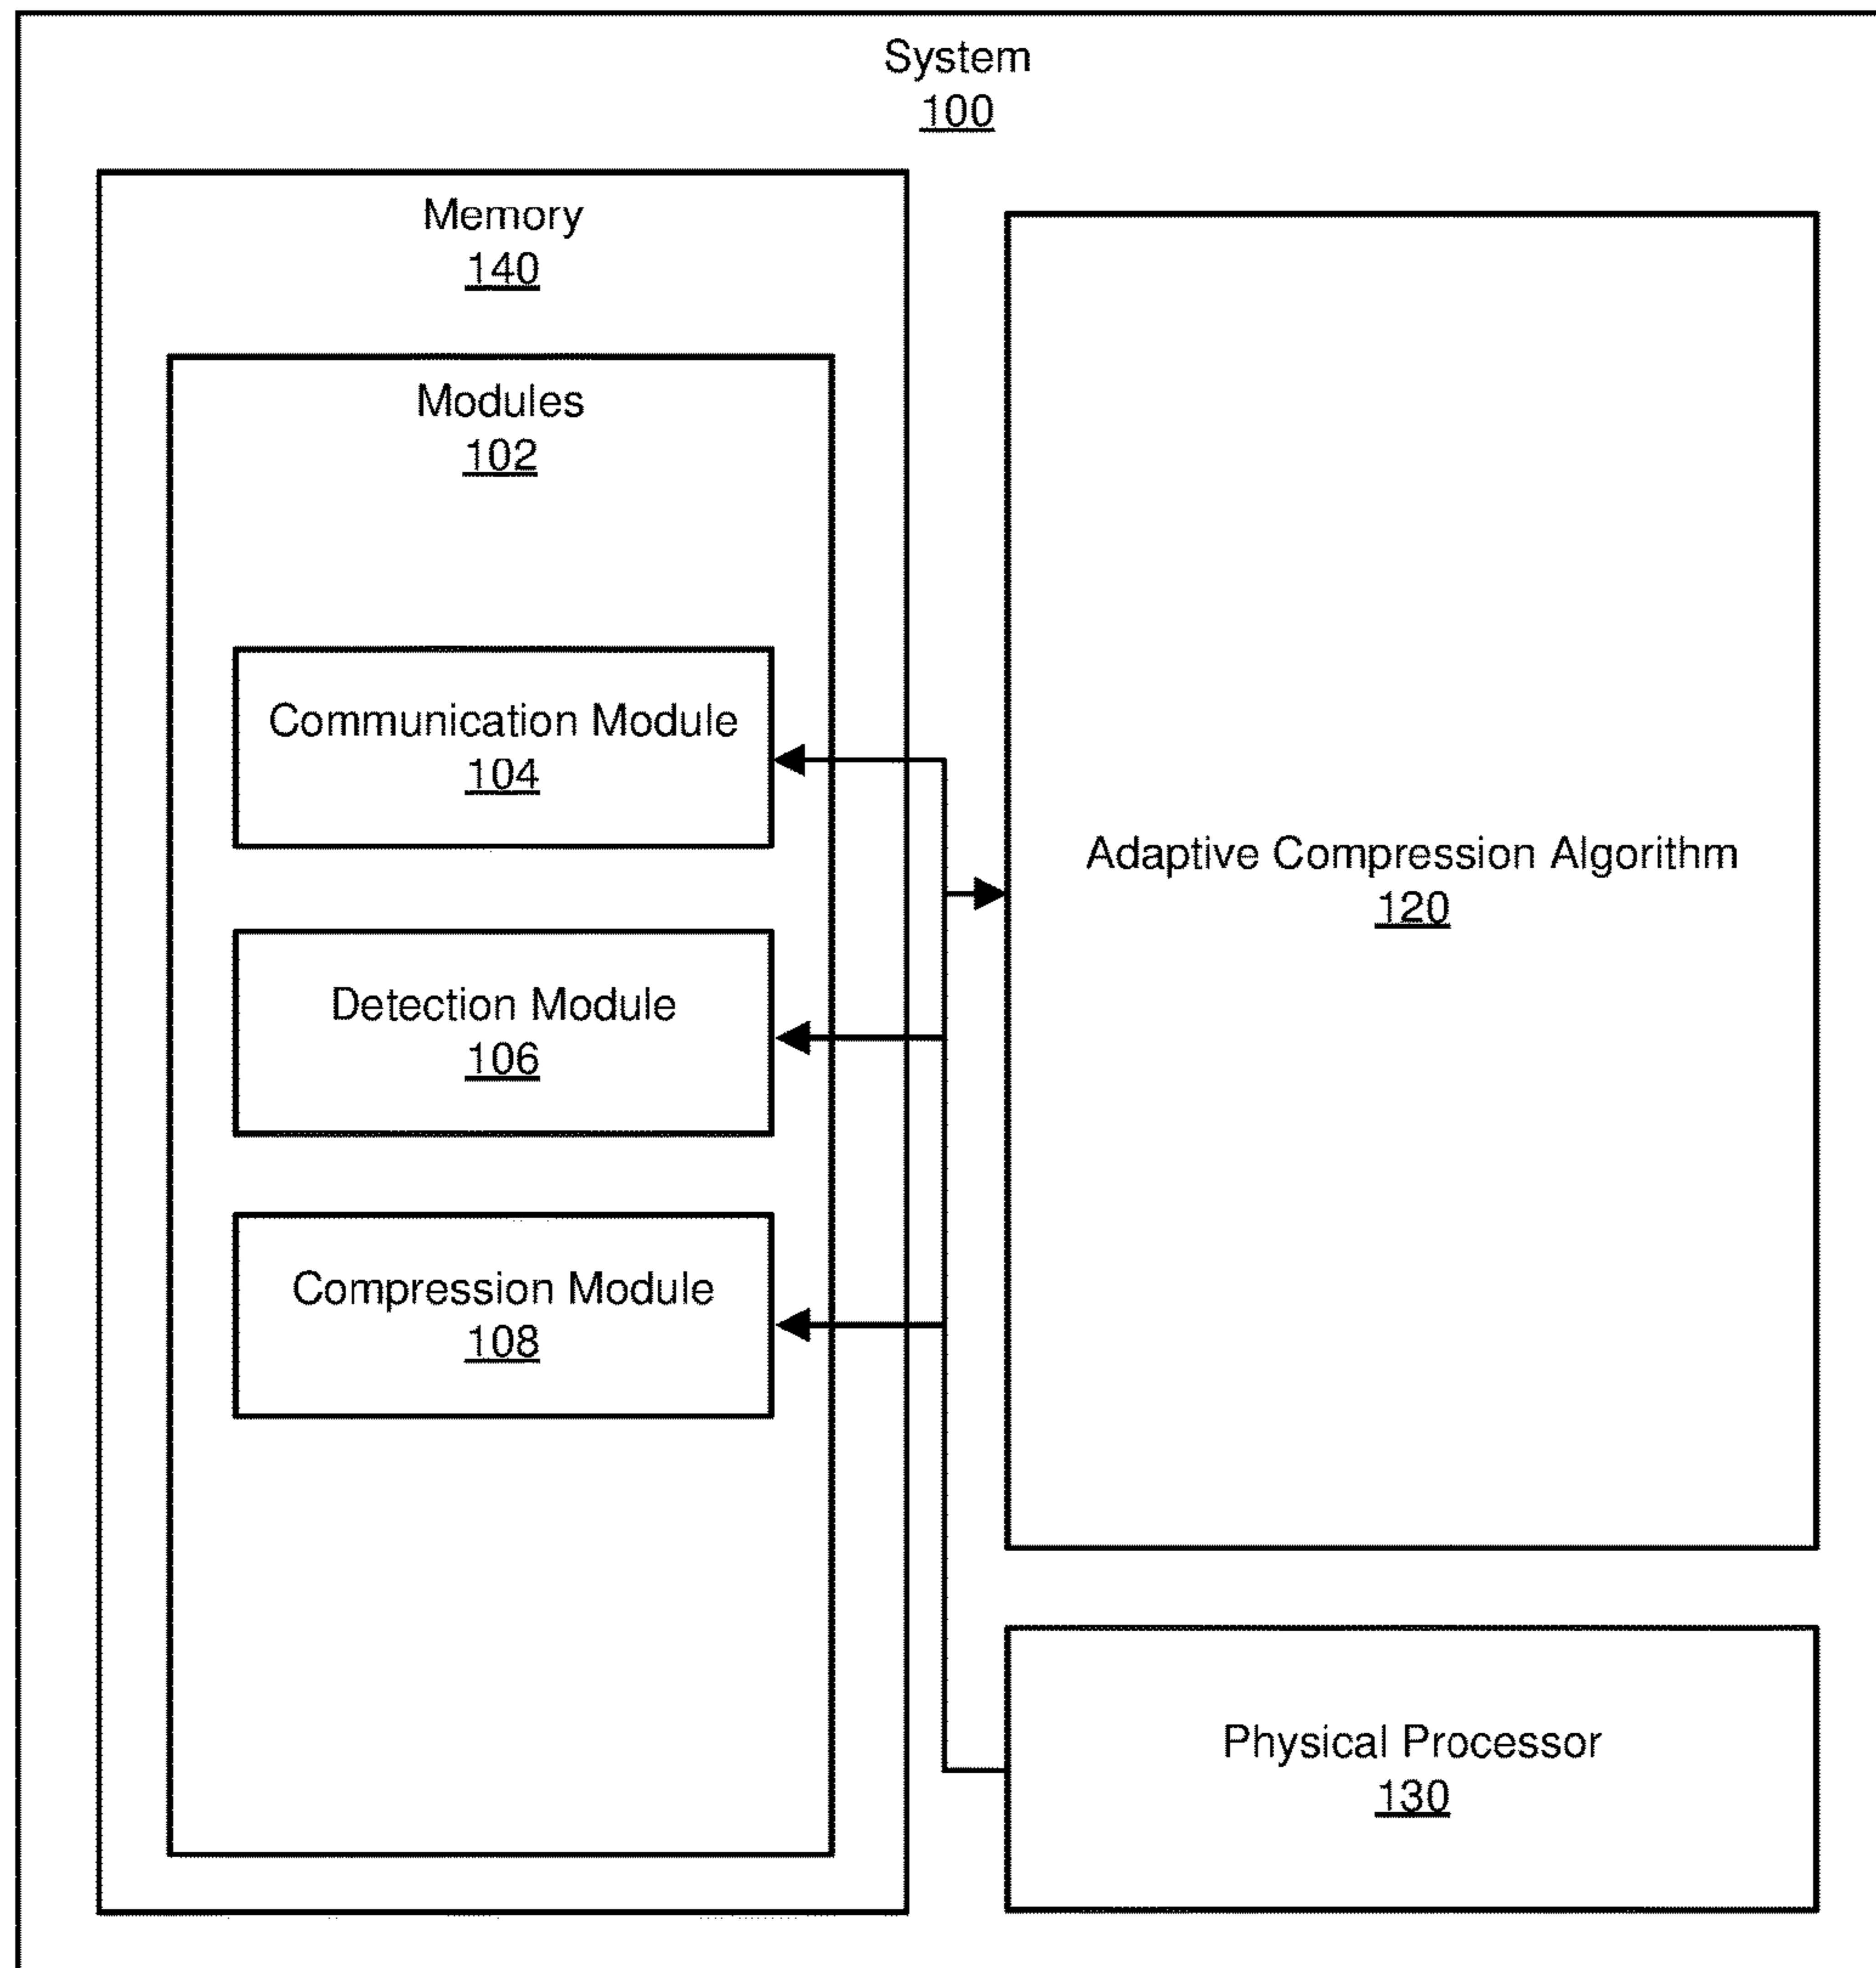 System
100
Memory
140
Modules
102
Communication Module
104
Detection Module
106
Compression Module
108
Adaptive Compression Algorithm
120
Physical Processor
130